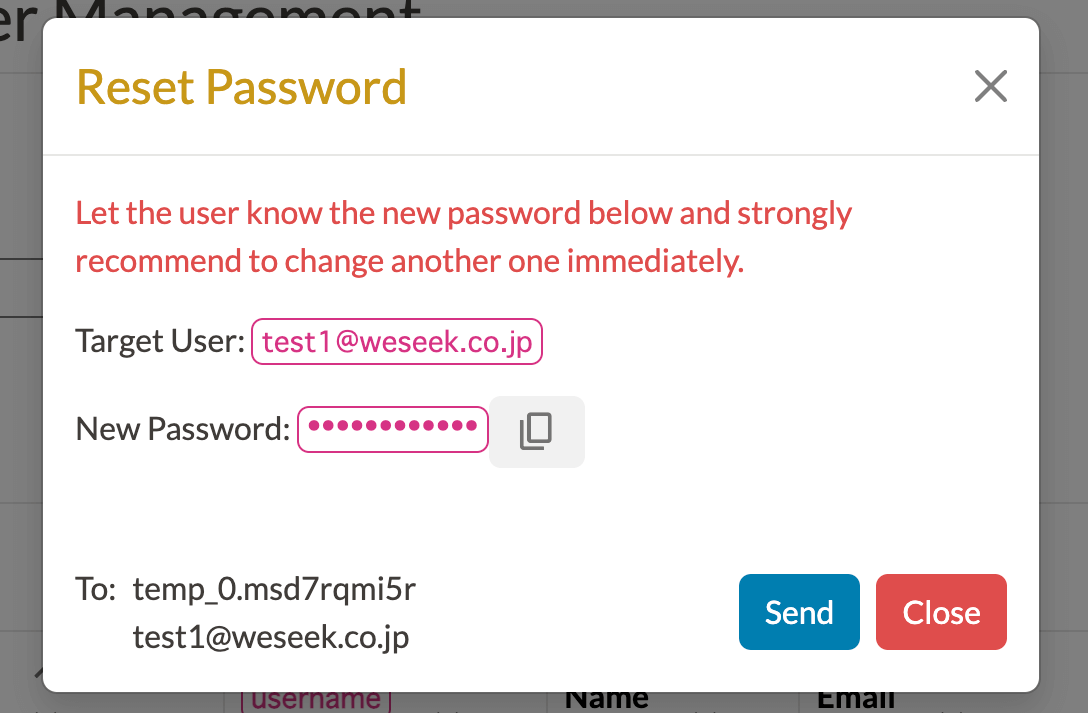 er Management
Reset Password
Let the user know the new password below and strongly
recommend to change another one immediately.
Target User: test1@weseek.co.jp
New Password: ••••••••••••
To: temp_0.msd7rqmi5r
test1@weseek.co.jp
Send Close
username Name Email